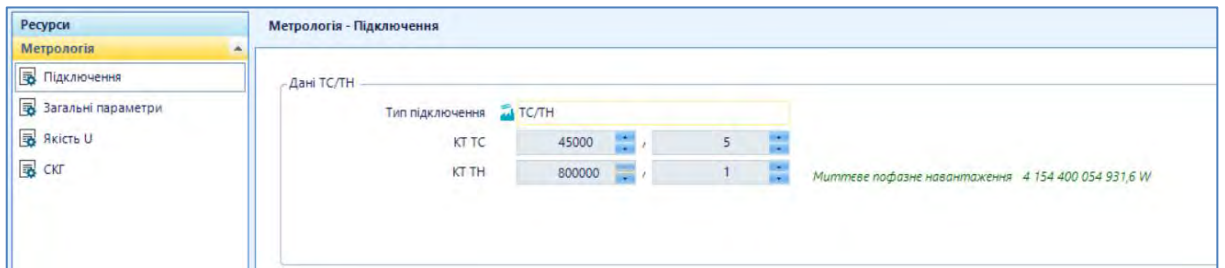 Ресурси
Метрологія
Підключення
Загальні параметри
Якість U
СКГ
Метрологія - Підключення
Дані ТС/ТН
Тип підключення ТС/ТН
КТ ТС 45000 / 5
КТ ТН 800000 / 1
Миттєве пофазне навантаження 4 154 400 054 931,6 W